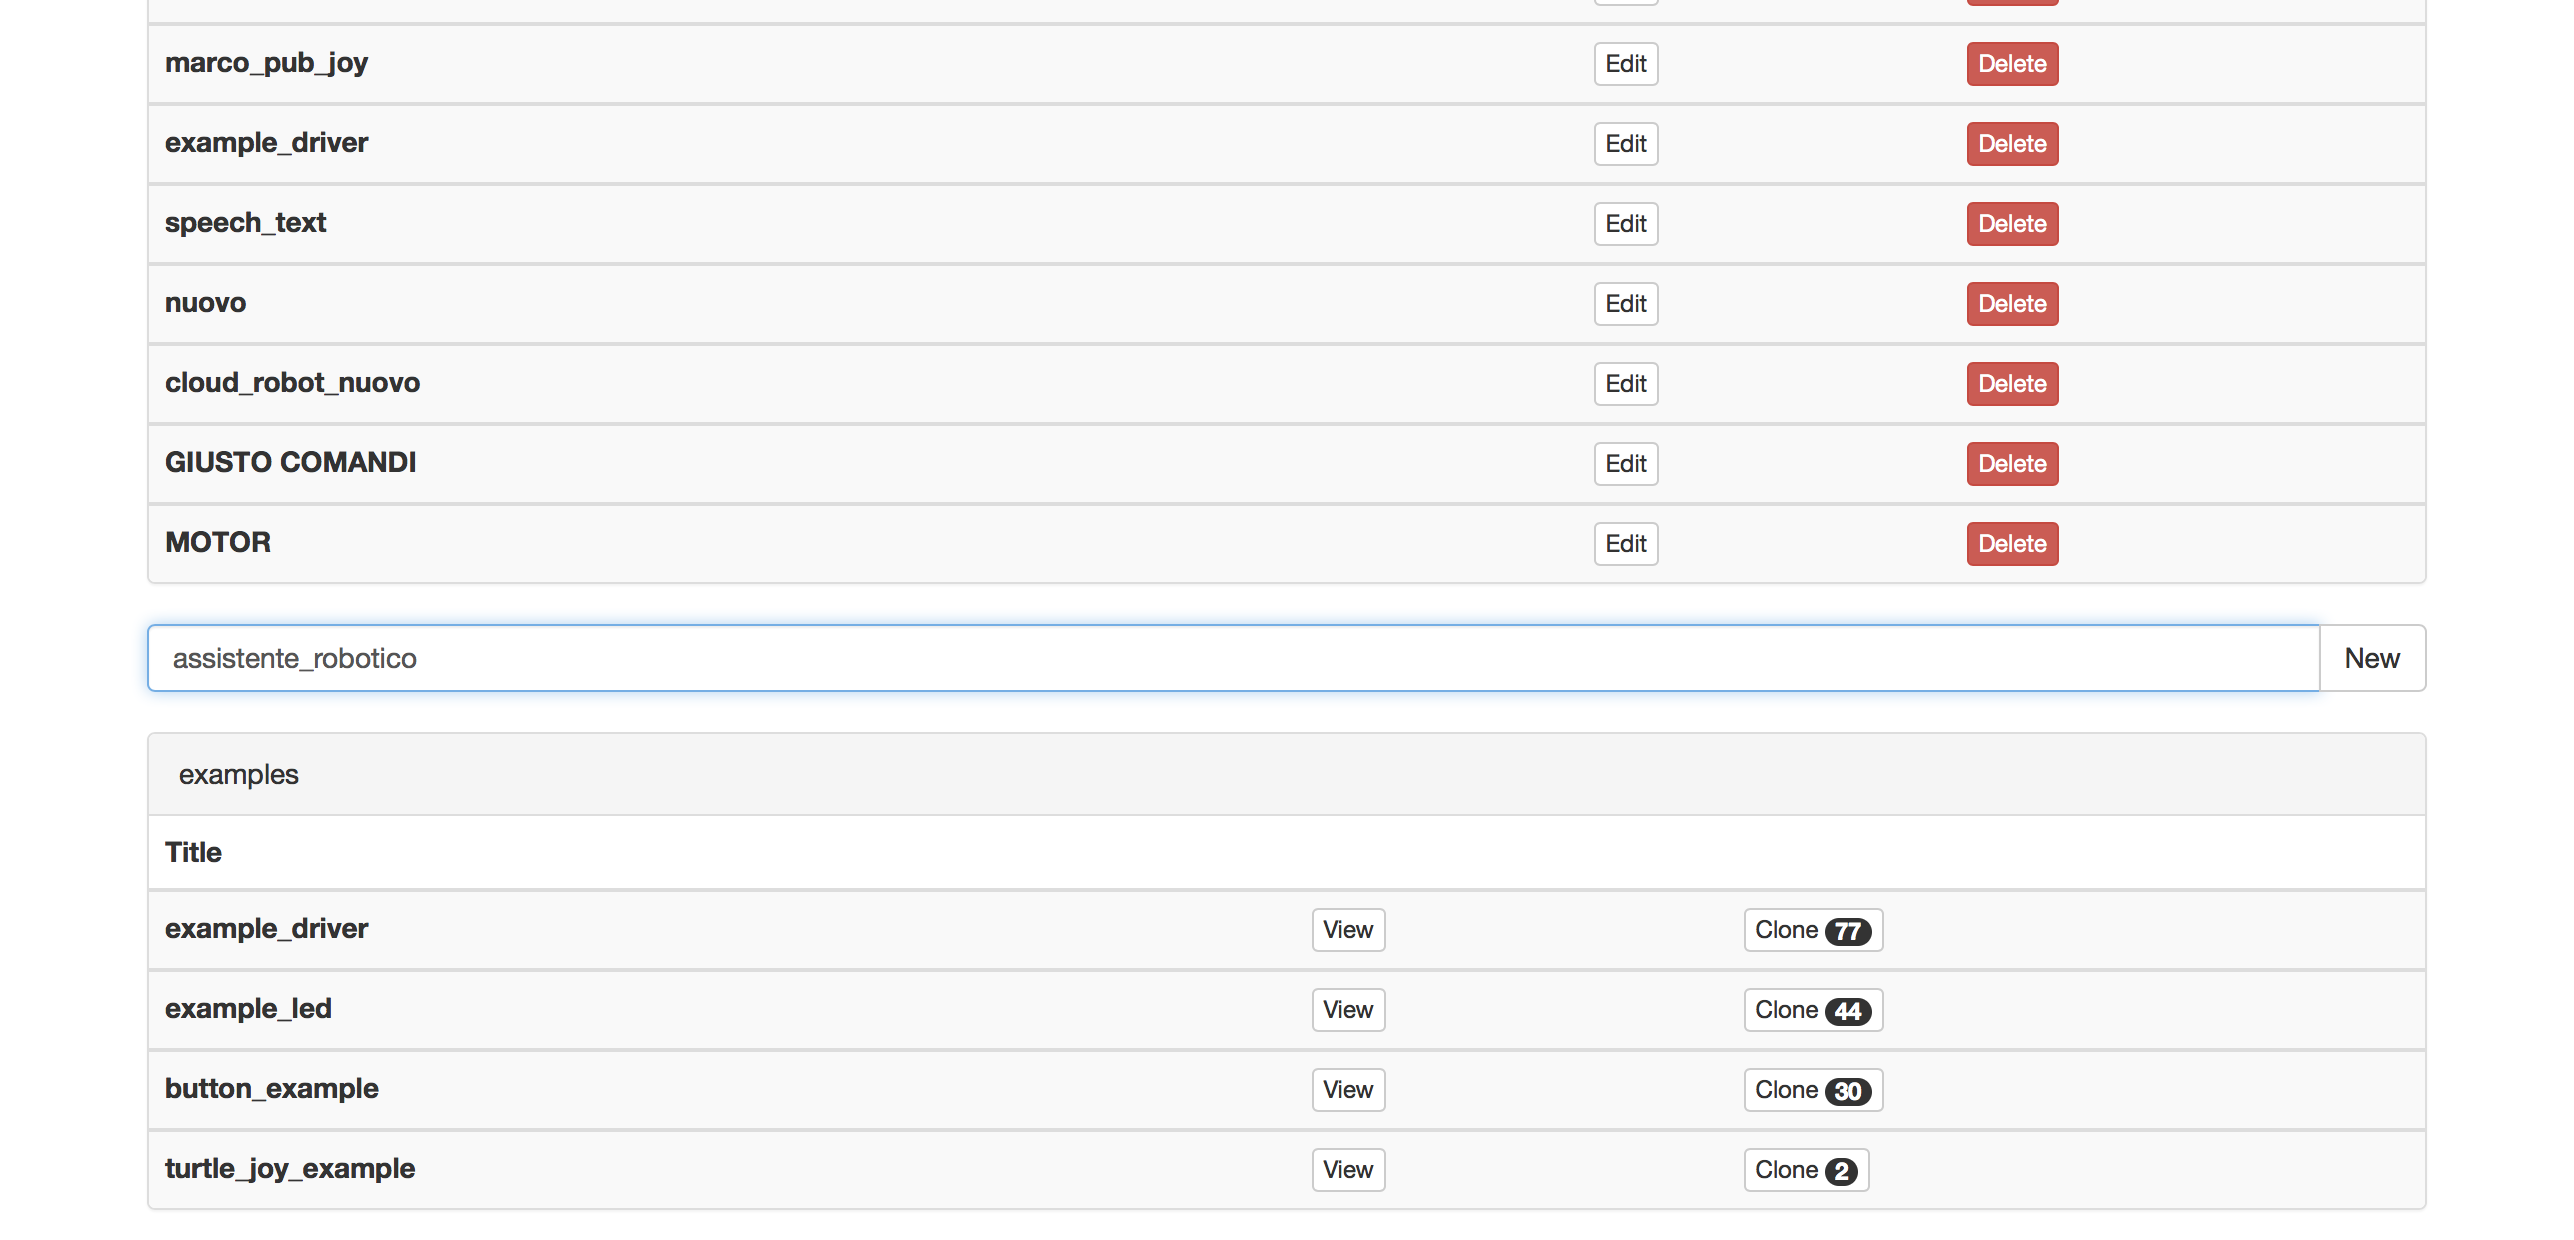 marco_pub_joy Edit Delete
example_driver Edit Delete
speech_text Edit Delete
nuovo Edit Delete
cloud_robot_nuovo Edit Delete
GIUSTO COMANDI Edit Delete
MOTOR Edit Delete
assistente_robotico New
examples
Title
example_driver View Clone 77
example_led View Clone 44
button_example View Clone 30
turtle_joy_example View Clone 2